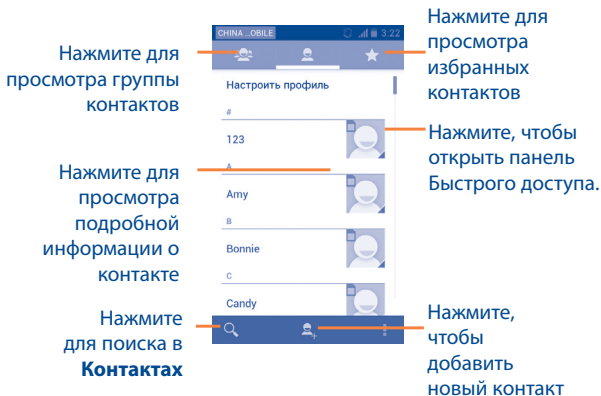 Нажмите для
просмотра группы
контактов
Нажмите для
просмотра
подробной
информации о
контакте
Нажмите
для поиска в
Контактах
CHINA ...OBILE
3:22
Настроить профиль
#
123
A
Amy
B
Bonnie
C
Candy
Нажмите для
просмотра
избранных
контактов
Нажмите, чтобы
открыть панель
Быстрого доступа.
Нажмите,
чтобы
добавить
новый контакт